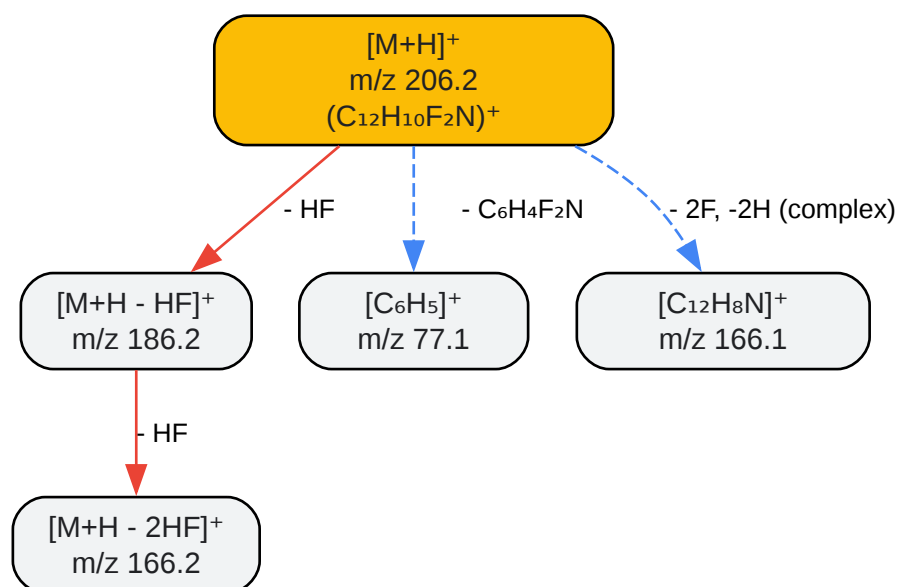 [M+H]⁺
m/z 206.2
(C₁₂H₁₀F₂N)⁺
- HF
- C₆H₄F₂N
- 2F, -2H (complex)
[M+H - HF]⁺
m/z 186.2
[C₆H₅]⁺
m/z 77.1
[C₁₂H₈N]⁺
m/z 166.1
- HF
[M+H - 2HF]⁺
m/z 166.2